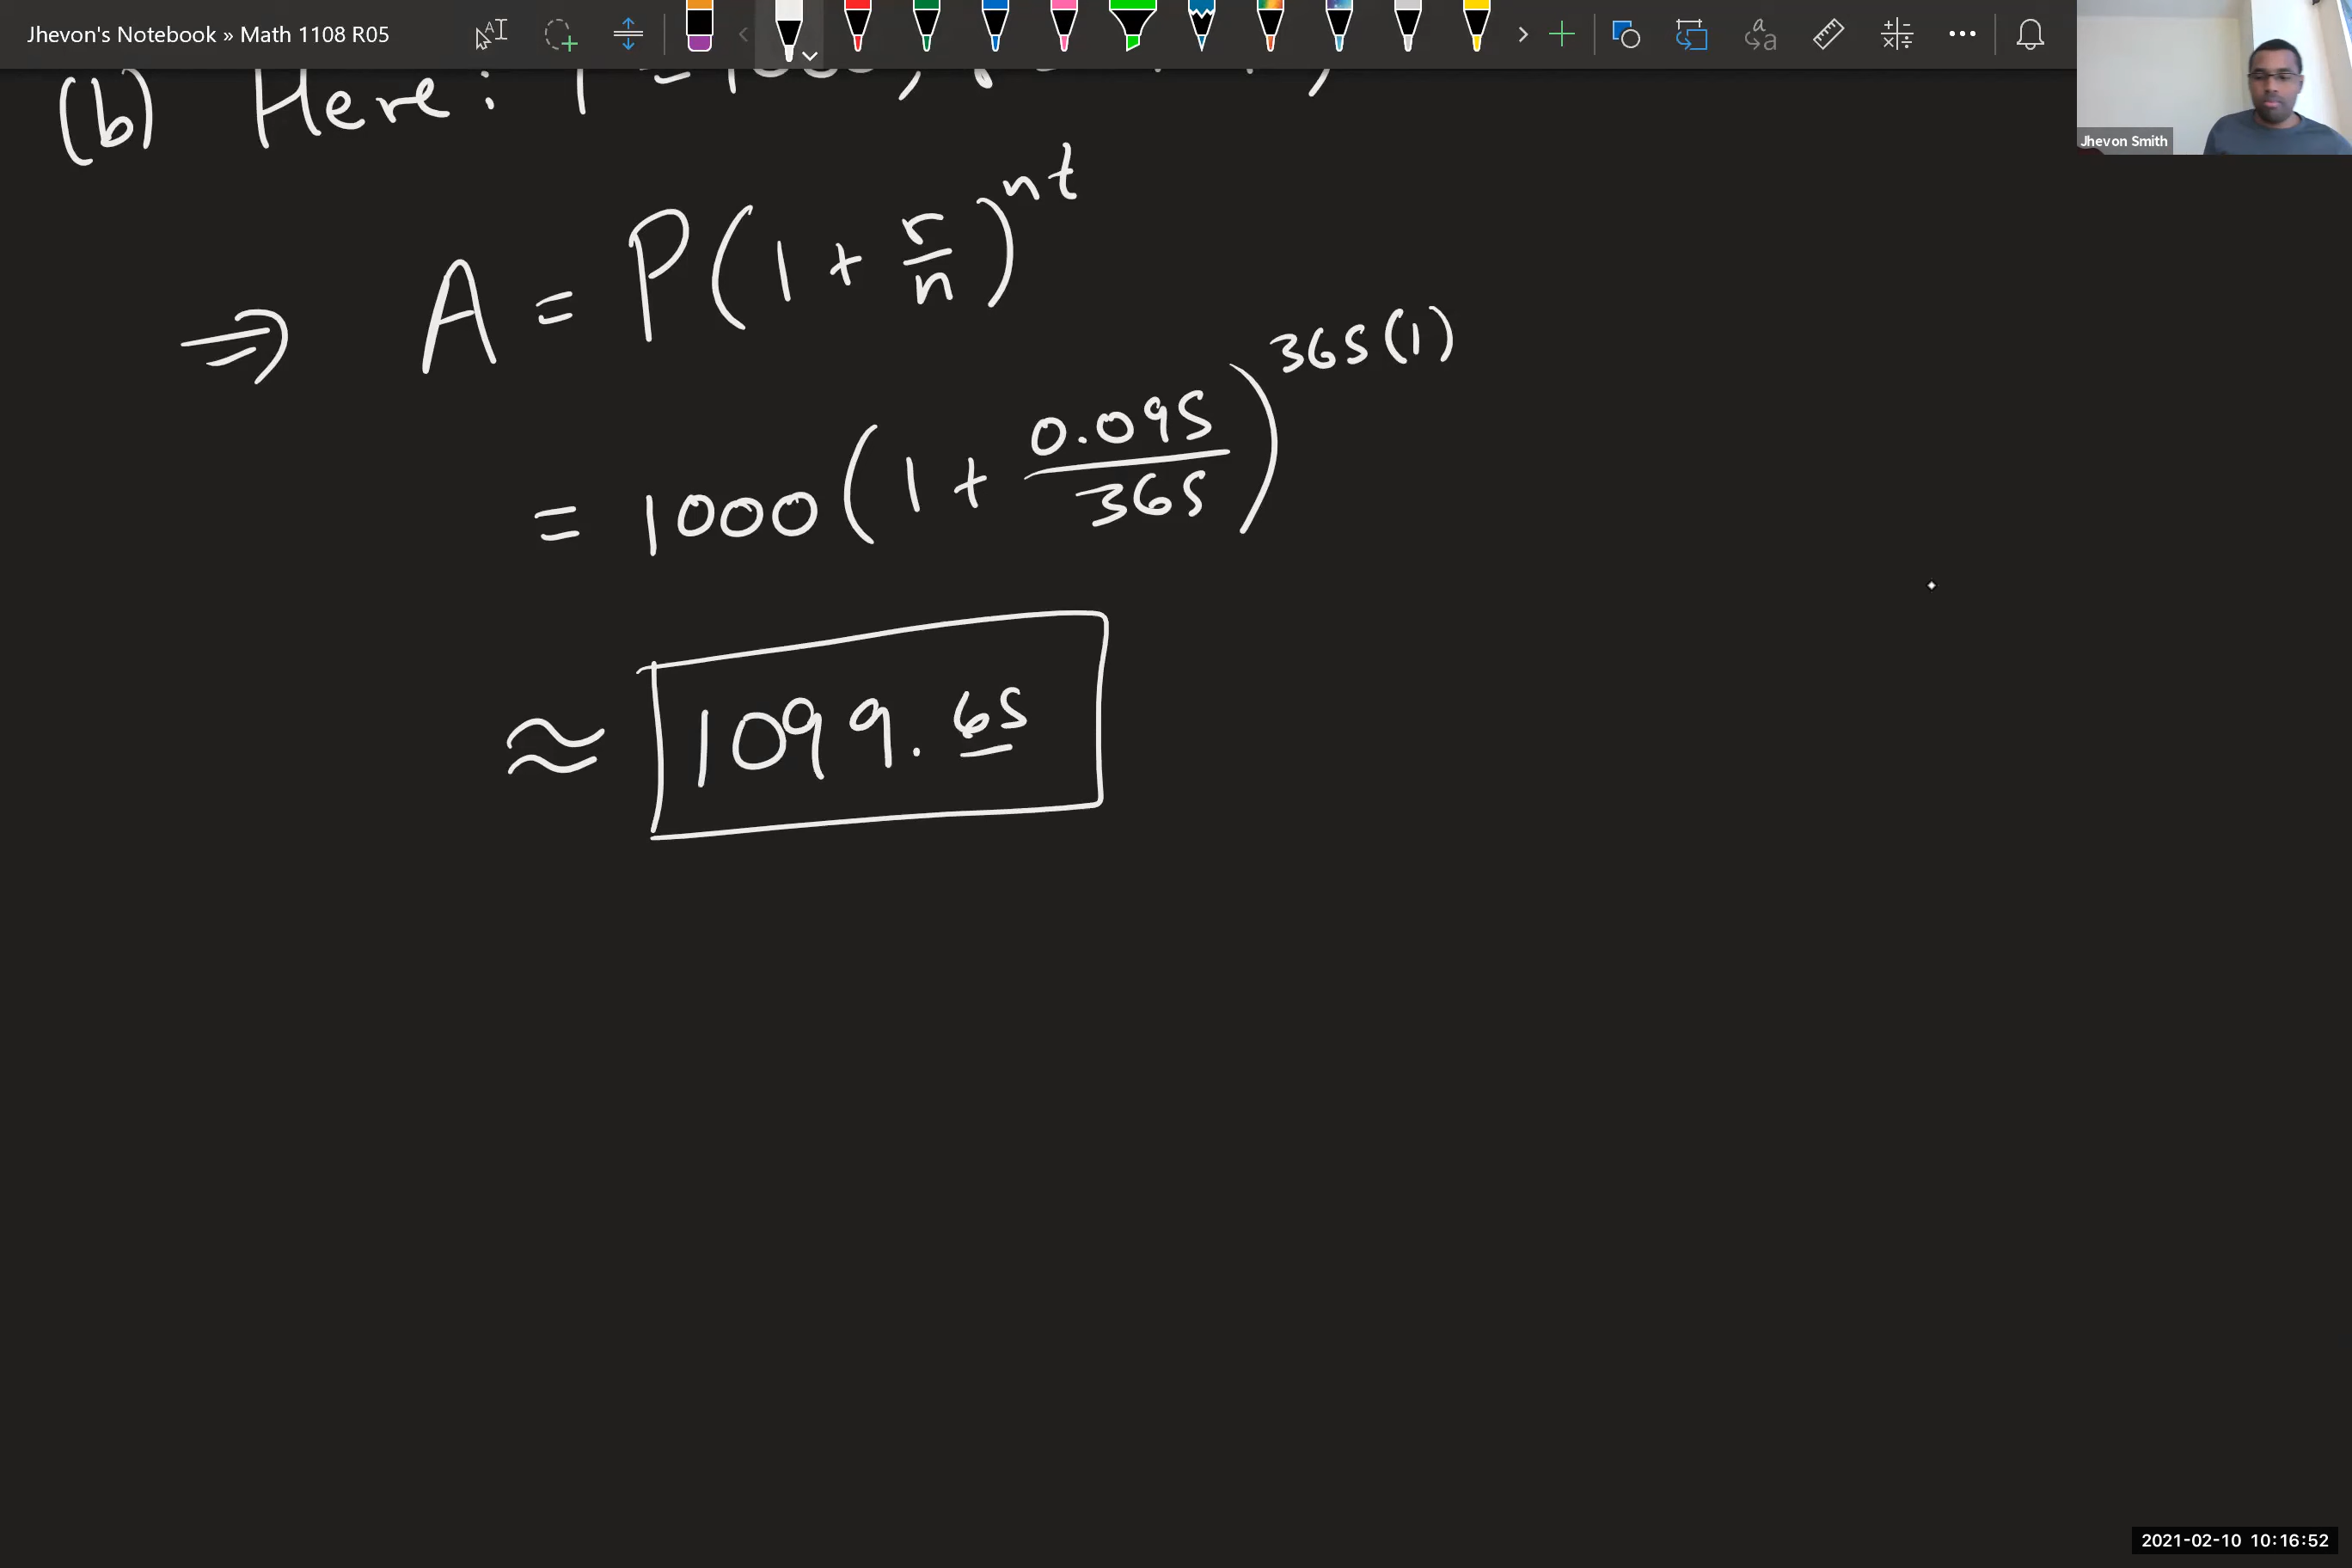 Jhevon's Notebook » Math 1108 R05
Jhevon Smith
(b) Here:
⇒ A = P(1 + r/n)^nt
= 1000(1 + 0.095/365)^365(1)
≈ 1099.65
2021-02-10 10:16:52